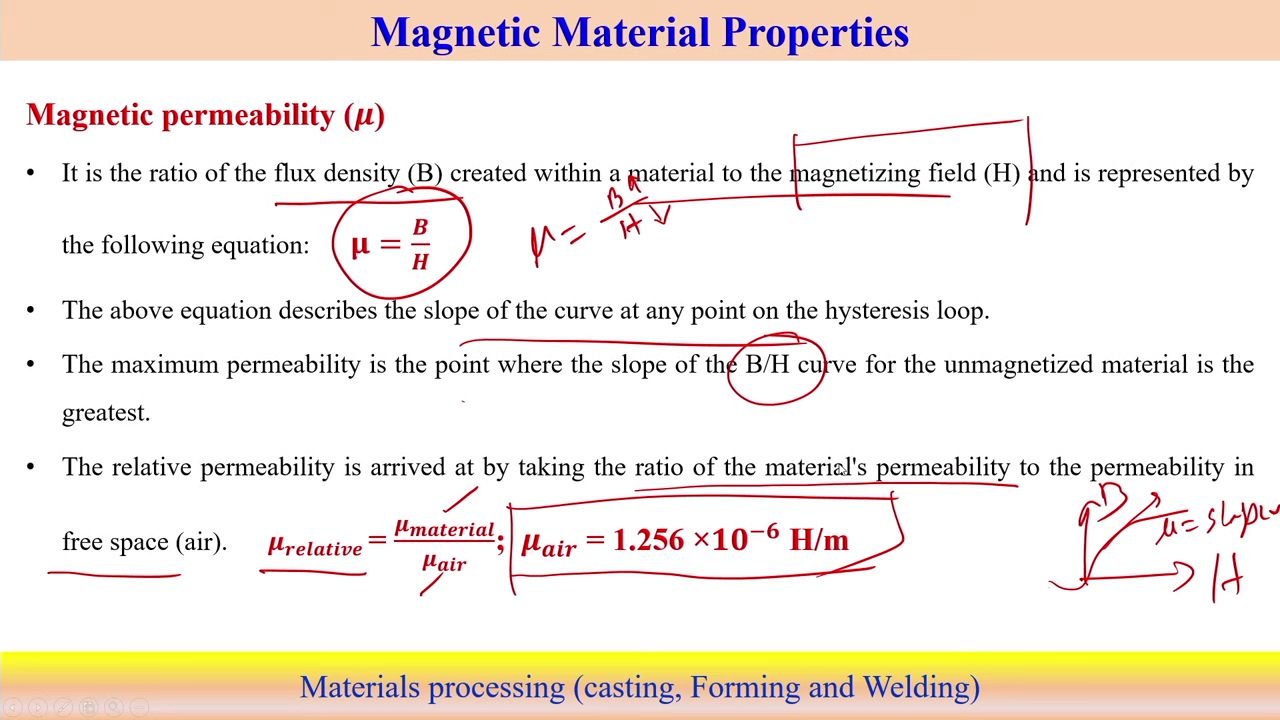 Magnetic Material Properties
Magnetic permeability (μ)
• It is the ratio of the flux density (B) created within a material to the magnetizing field (H) and is represented by
the following equation: μ = B/H
μ = B/H
• The above equation describes the slope of the curve at any point on the hysteresis loop.
• The maximum permeability is the point where the slope of the B/H curve for the unmagnetized material is the
greatest.
• The relative permeability is arrived at by taking the ratio of the material's permeability to the permeability in
free space (air). μrelative = μmaterial/μair; μair = 1.256 ×10⁻⁶ H/m
B
μ = slope
H
Materials processing (casting, Forming and Welding)